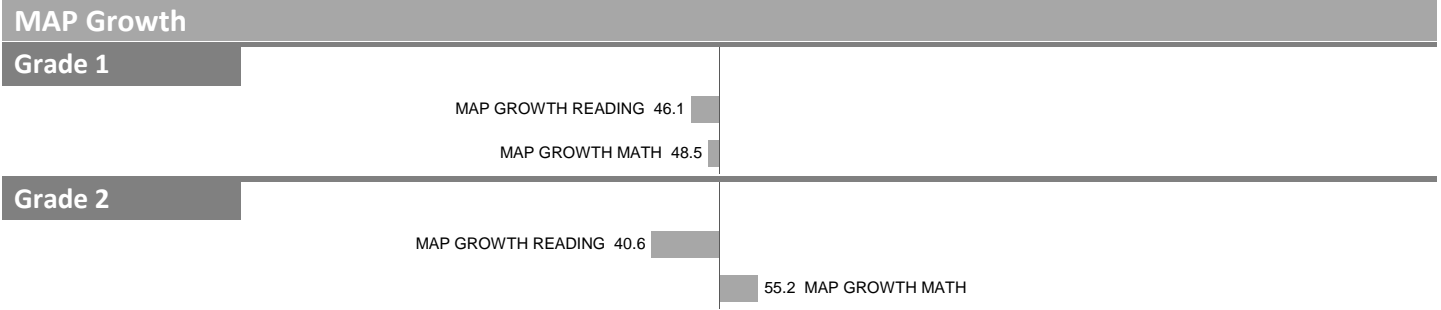 MAP Growth
Grade 1
MAP GROWTH READING 46.1
MAP GROWTH MATH 48.5
Grade 2
MAP GROWTH READING 40.6
55.2 MAP GROWTH MATH